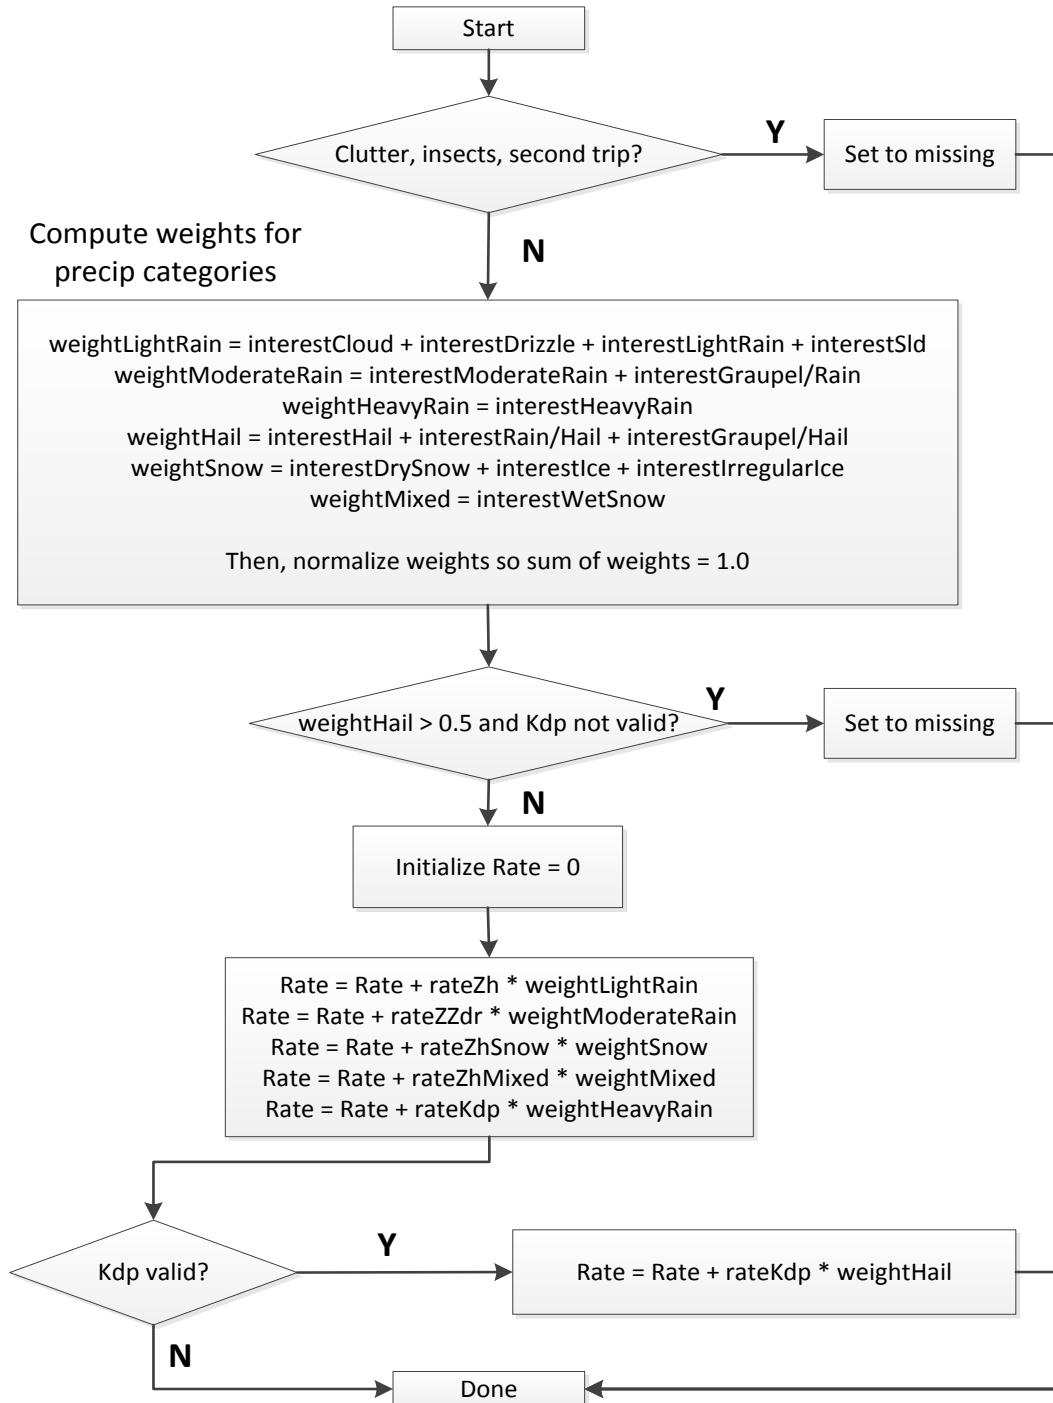 Start
Clutter, insects, second trip?
Y
Set to missing
N
Compute weights for
precip categories
weightLightRain = interestCloud + interestDrizzle + interestLightRain + interestSld
weightModerateRain = interestModerateRain + interestGraupel/Rain
weightHeavyRain = interestHeavyRain
weightHail = interestHail + interestRain/Hail + interestGraupel/Hail
weightSnow = interestDrySnow + interestIce + interestIrregularIce
weightMixed = interestWetSnow
Then, normalize weights so sum of weights = 1.0
weightHail > 0.5 and Kdp not valid?
Y
Set to missing
N
Initialize Rate = 0
Rate = Rate + rateZh * weightLightRain
Rate = Rate + rateZZdr * weightModerateRain
Rate = Rate + rateZhSnow * weightSnow
Rate = Rate + rateZhMixed * weightMixed
Rate = Rate + rateKdp * weightHeavyRain
Kdp valid?
Y
Rate = Rate + rateKdp * weightHail
N
Done